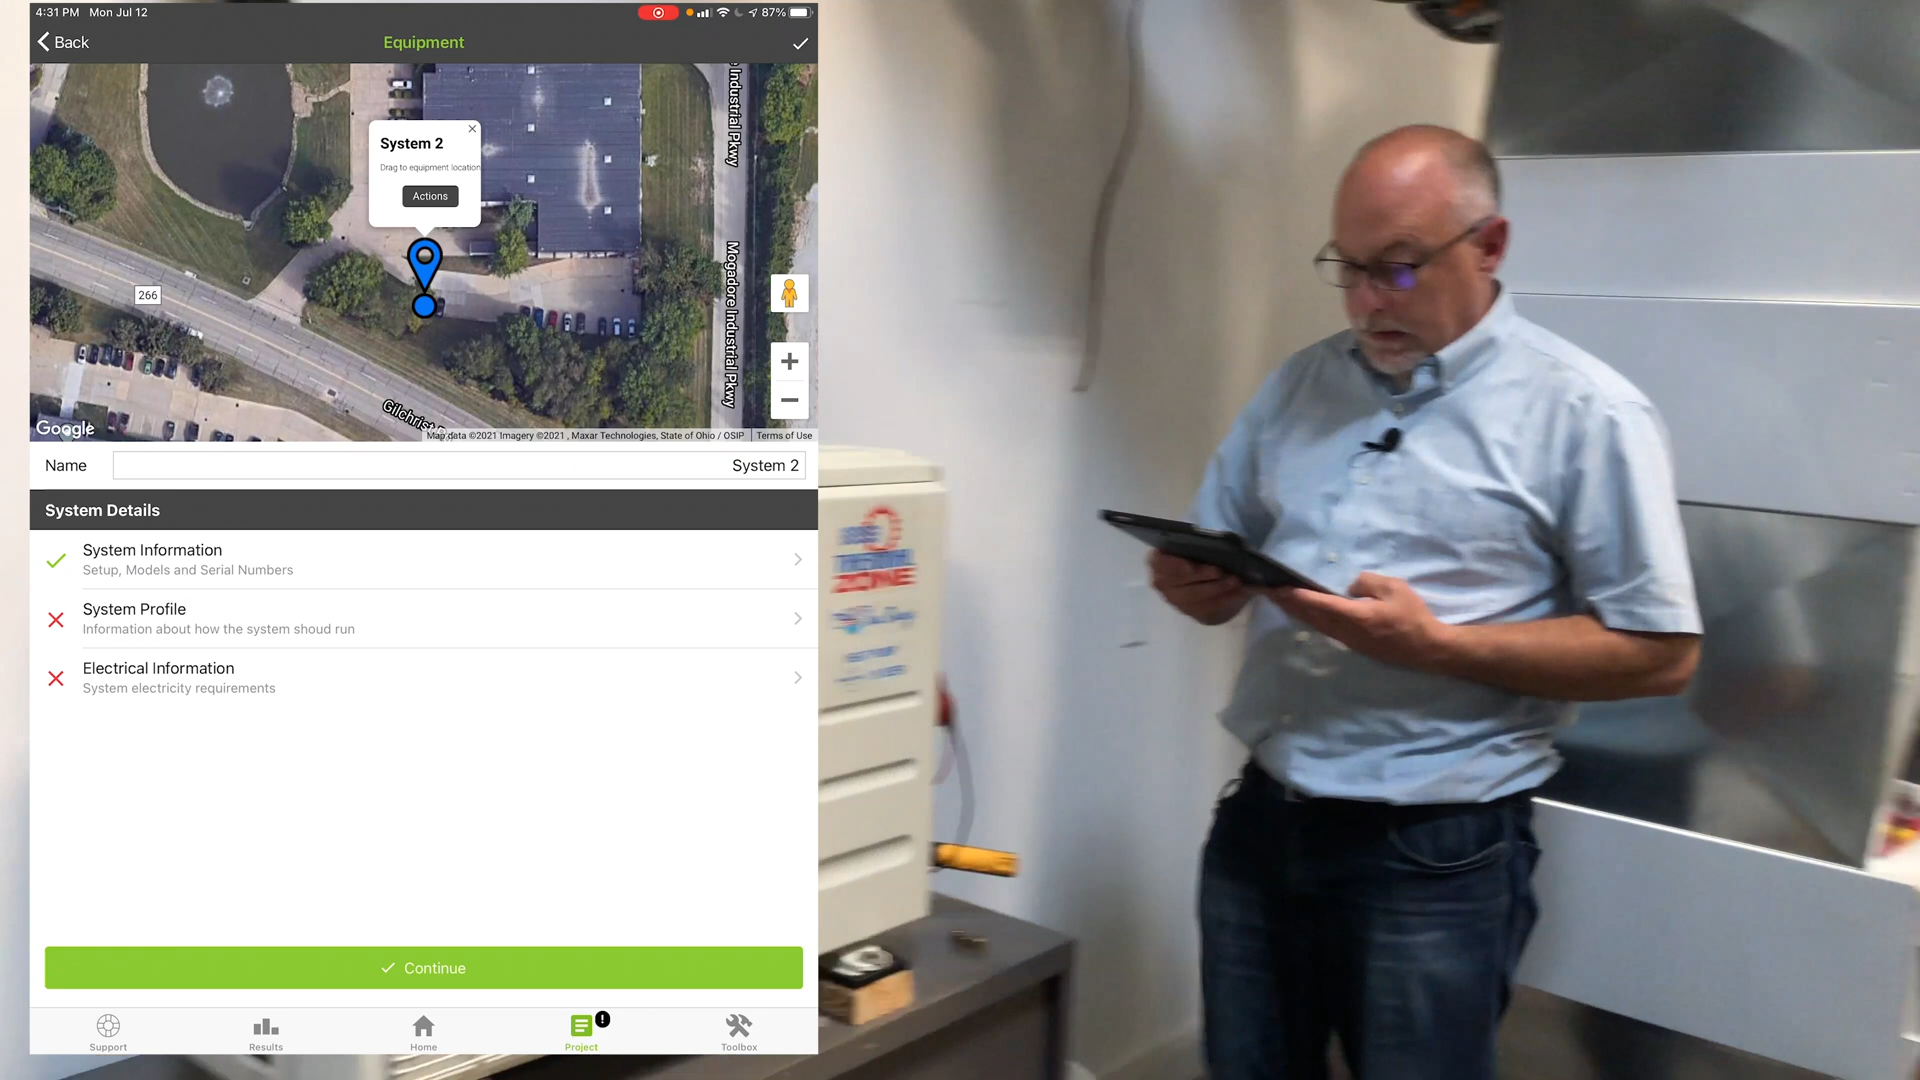 4:31 PM Mon Jul 12
87%
Back
Equipment
System 2
Drag to equipment location
Actions
266
Industrial Pkwy
Mogadore Industrial Pkwy
Gilchrist
Google
Map data ©2021 Imagery ©2021 , Maxar Technologies, State of Ohio / OSIP
Terms of Use
Name
System 2
System Details
System Information
Setup, Models and Serial Numbers
System Profile
Information about how the system shoud run
Electrical Information
System electricity requirements
Continue
Support
Results
Home
Project
!
Toolbox
ZONE